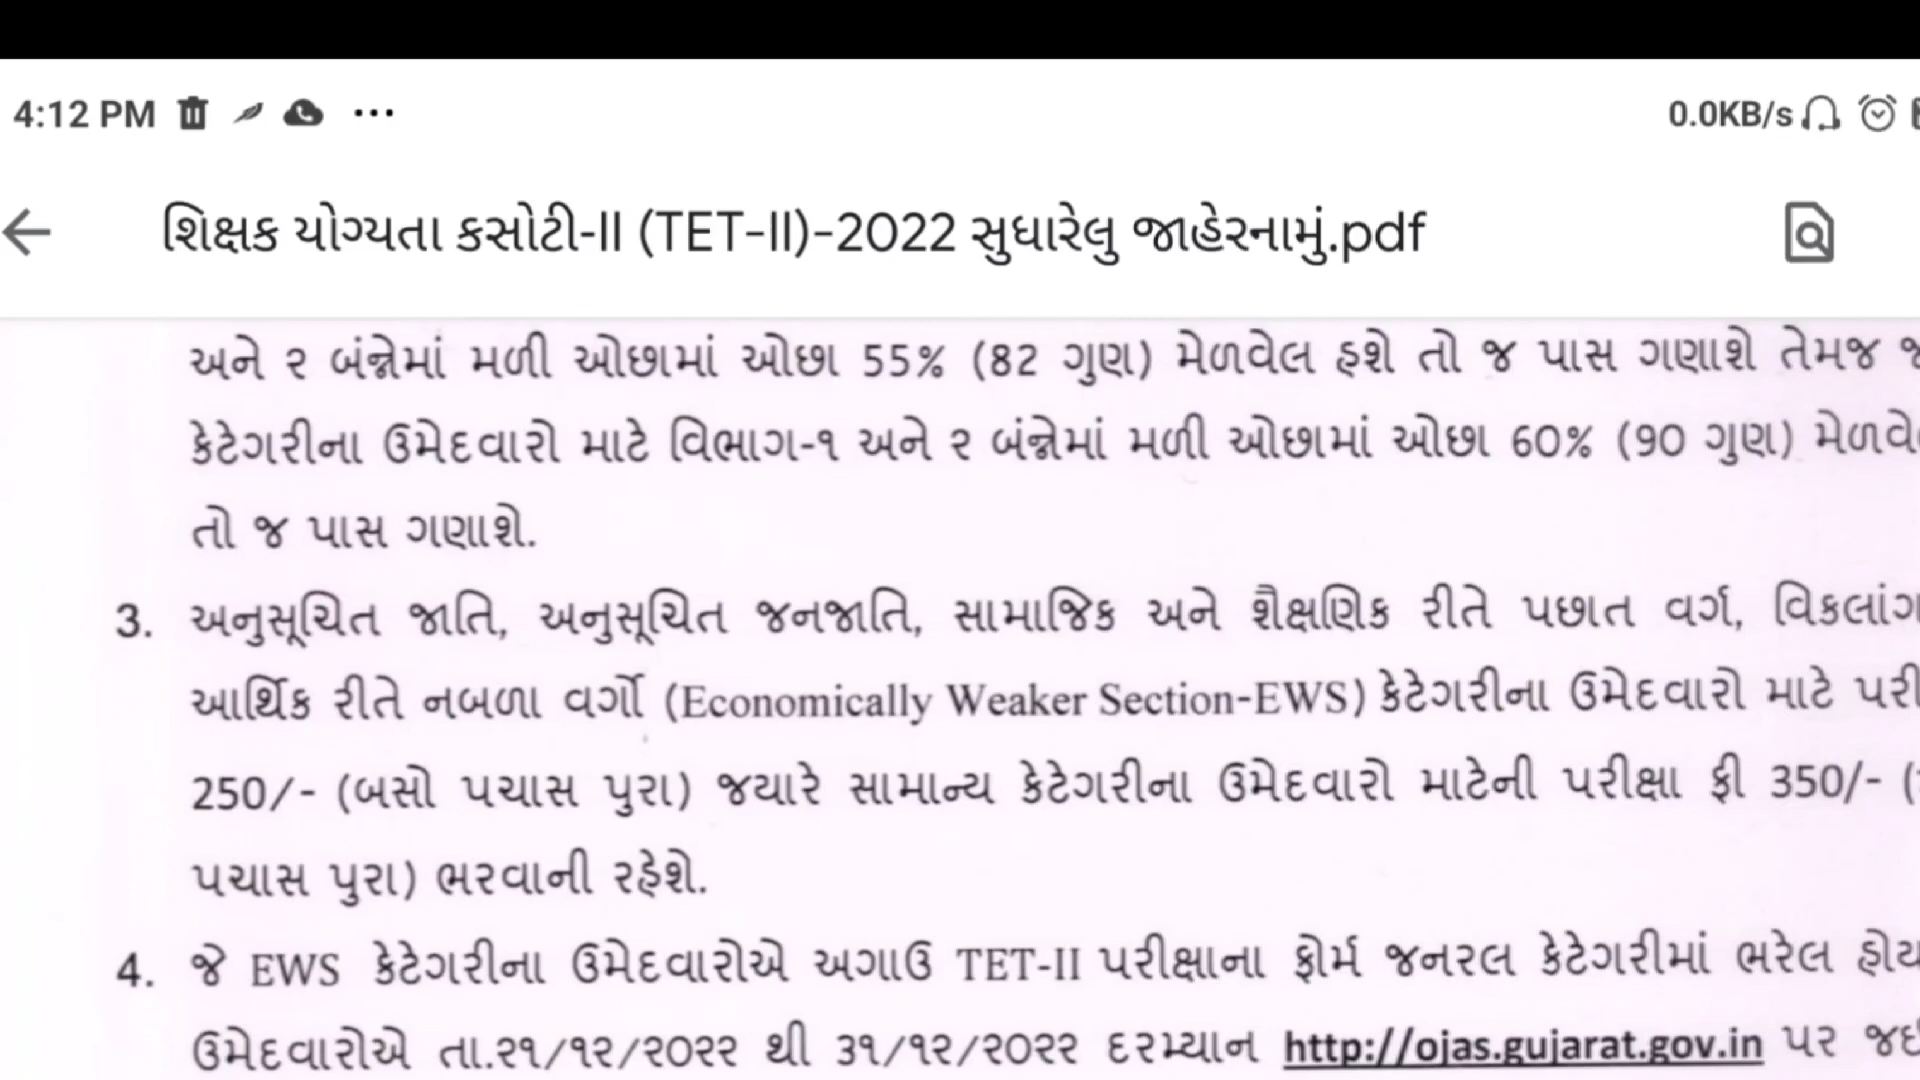 4:12 PM ... 0.0KB/s
શિક્ષક યોગ્યતા કસોટી-II (TET-II)-2022 સુધારેલુ જાહેરનામું.pdf
અને ૨ બંન્નેમાં મળી ઓછામાં ઓછા 55% (82 ગુણ) મેળવેલ હશે તો જ પાસ ગણાશે તેમજ
કેટેગરીના ઉમેદવારો માટે વિભાગ-૧ અને ૨ બંન્નેમાં મળી ઓછામાં ઓછા 60% (90 ગુણ)
તો જ પાસ ગણાશે.
3. અનુસૂચિત જાતિ, અનુસૂચિત જનજાતિ, સામાજિક અને શૈક્ષણિક રીતે પછાત વર્ગ,
આર્થિક રીતે નબળા વર્ગો (Economically Weaker Section-EWS) કેટેગરીના ઉમેદવારો માટે
250/- (બસો પચાસ પુરા) જયારે સામાન્ય કેટેગરીના ઉમેદવારો માટેની પરીક્ષા ફી 350/-
પચાસ પુરા) ભરવાની રહેશે.
4. જે EWS કેટેગરીના ઉમેદવારોએ અગાઉ TET-II પરીક્ષાના ફોર્મ જનરલ કેટેગરીમાં ભરેલ હોય
ઉમેદવારોએ તા.૨૧/૧૨/૨૦૨૨ થી ૩૧/૧૨/૨૦૨૨ દરમ્યાન http://ojas.gujarat.gov.in પર